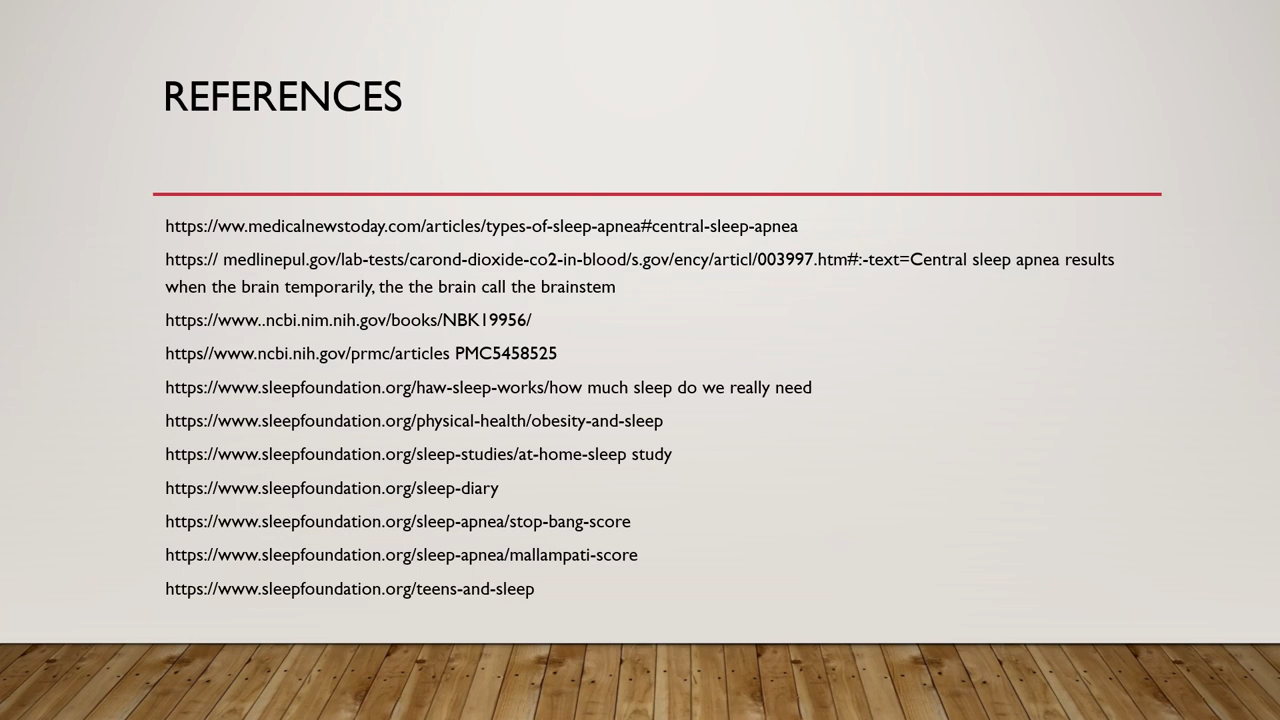 REFERENCES
https://ww.medicalnewstoday.com/articles/types-of-sleep-apnea#central-sleep-apnea
https:// medlinepul.gov/lab-tests/carond-dioxide-co2-in-blood/s.gov/ency/articl/003997.htm#:-text=Central sleep apnea results
when the brain temporarily, the the brain call the brainstem
https://www..ncbi.nim.nih.gov/books/NBK19956/
https//www.ncbi.nih.gov/prmc/articles PMC5458525
https://www.sleepfoundation.org/haw-sleep-works/how much sleep do we really need
https://www.sleepfoundation.org/physical-health/obesity-and-sleep
https://www.sleepfoundation.org/sleep-studies/at-home-sleep study
https://www.sleepfoundation.org/sleep-diary
https://www.sleepfoundation.org/sleep-apnea/stop-bang-score
https://www.sleepfoundation.org/sleep-apnea/mallampati-score
https://www.sleepfoundation.org/teens-and-sleep